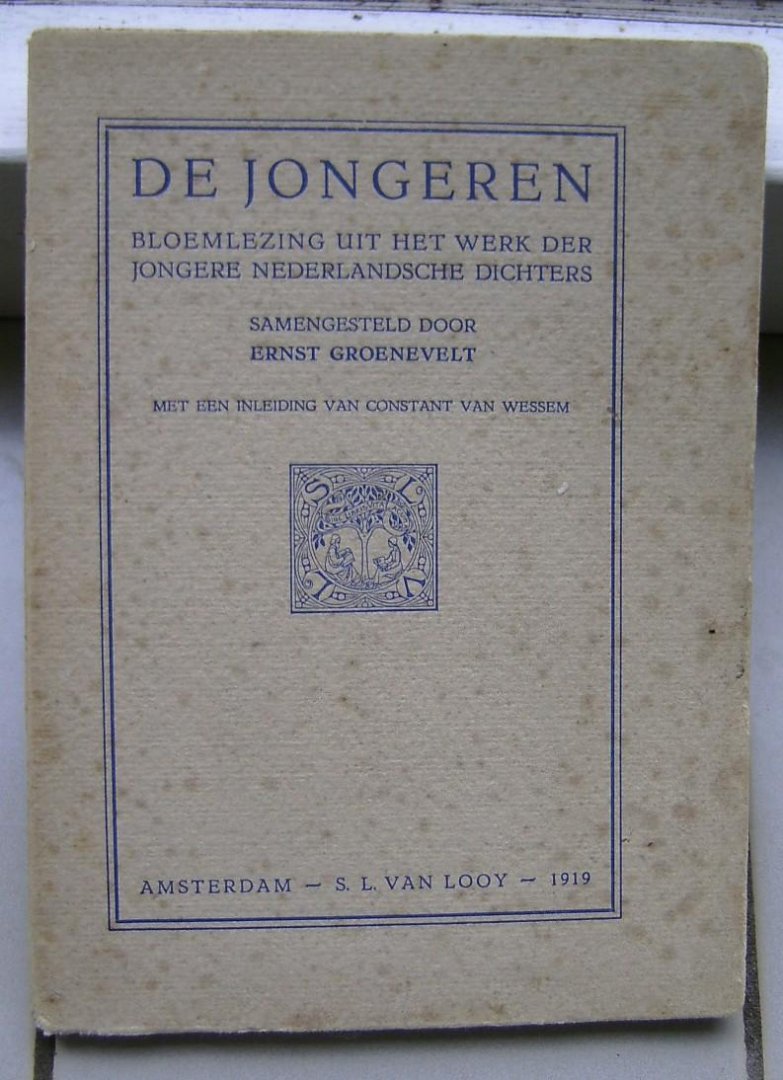 DE JONGEREN
BLOEMLEZING UIT HET WERK DER
JONGERE NEDERLANDSCHE DICHTERS
SAMENGESTELD DOOR
ERNST GROENEVELT
MET EEN INLEIDING VAN CONSTANT VAN WESSEM
S L
V L
AMSTERDAM — S. L. VAN LOOY — 1919